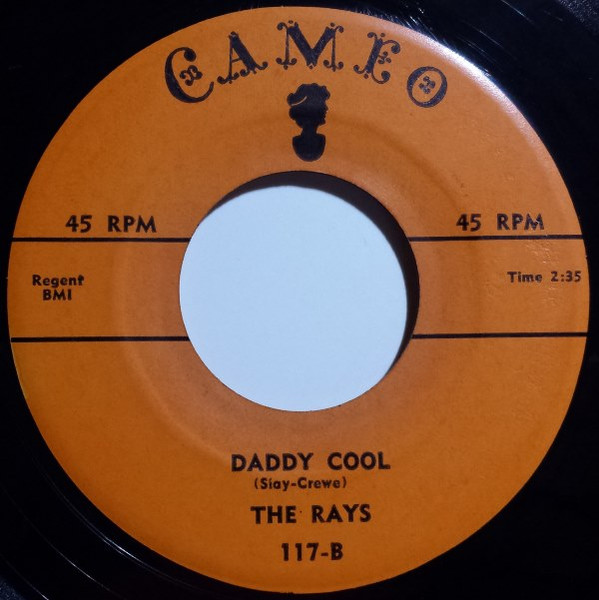 CAMEO
45 RPM
45 RPM
Regent
BMI
Time 2:35
DADDY COOL
(Slay-Crewe)
THE RAYS
117-B